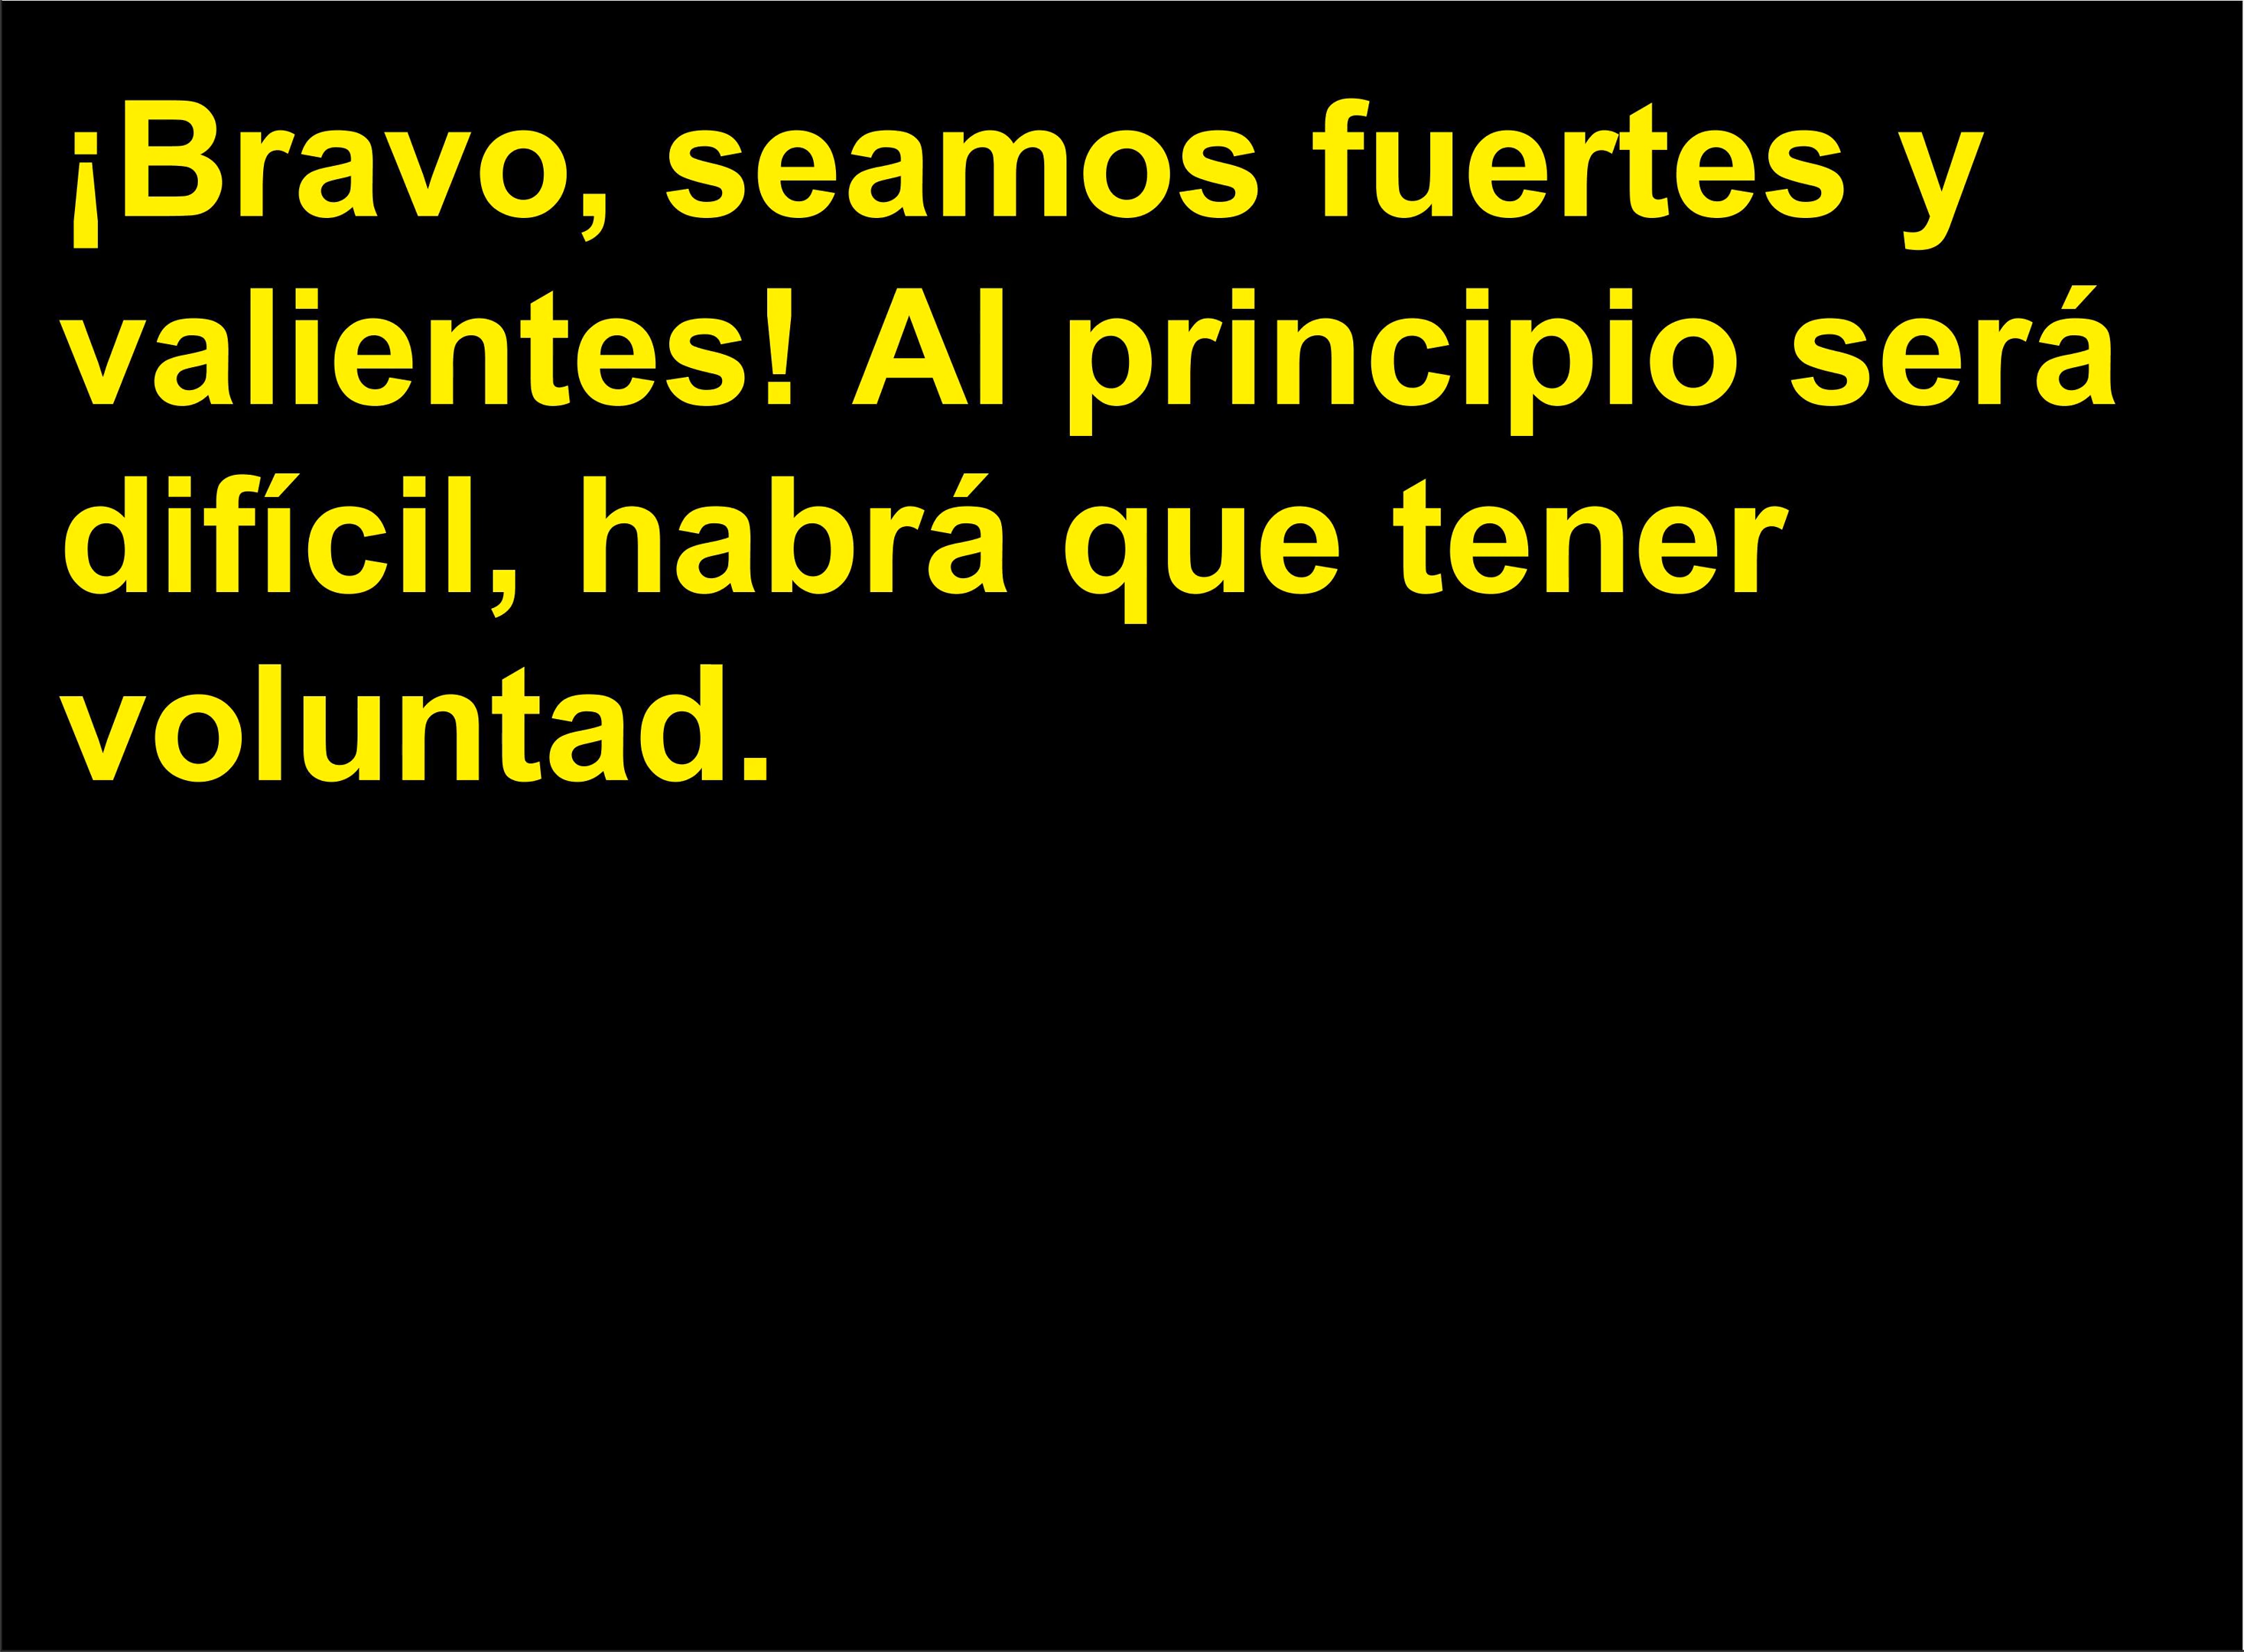 ¡Bravo, seamos fuertes y
valientes! Al principio será
difícil, habrá que tener
voluntad.